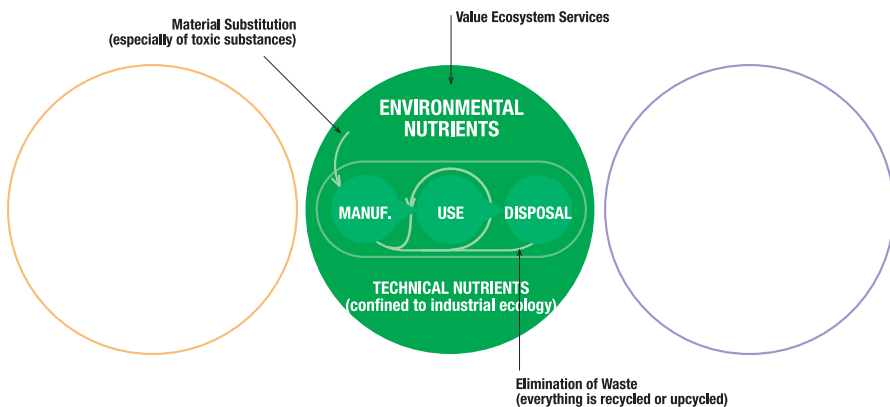 Material Substitution
(especially of toxic substances)
Value Ecosystem Services
ENVIRONMENTAL
NUTRIENTS
MANUF.
USE
DISPOSAL
TECHNICAL NUTRIENTS
(confined to industrial ecology)
Elimination of Waste
(everything is recycled or upcycled)